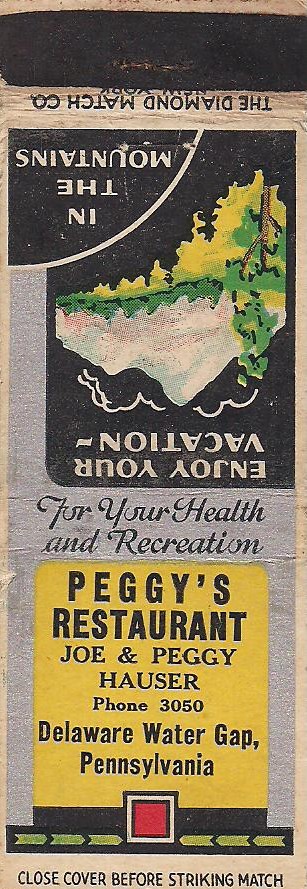 THE DIAMOND MATCH CO.
NEW YORK
ENJOY YOUR
VACATION~
IN
THE
MOUNTAINS
For Your Health
and Recreation
PEGGY'S
RESTAURANT
JOE & PEGGY
HAUSER
Phone 3050
Delaware Water Gap,
Pennsylvania
CLOSE COVER BEFORE STRIKING MATCH